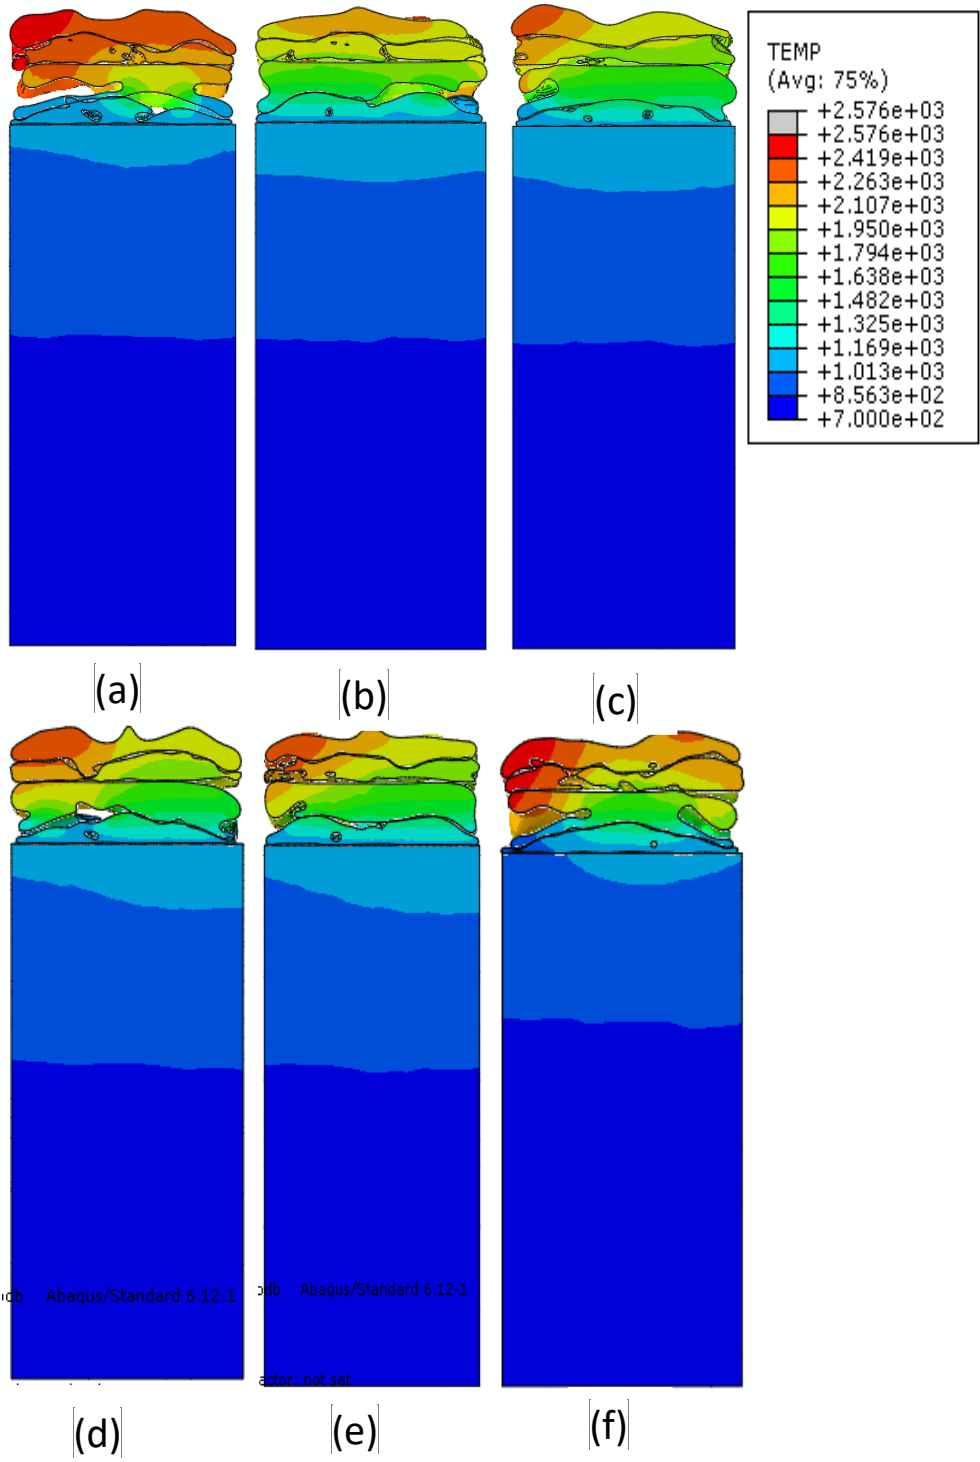 TEMP
(Avg: 75%)
+2.576e+03
+2.576e+03
+2.419e+03
+2.263e+03
+2.107e+03
+1.950e+03
+1.794e+03
+1.638e+03
+1.482e+03
+1.325e+03
+1.169e+03
+1.013e+03
+8.563e+02
+7.000e+02
(a)
(b)
(c)
odb Abaqus/Standard 6.12-1
odb Abaqus/Standard 6.12-1
actor: not set
(d)
(e)
(f)